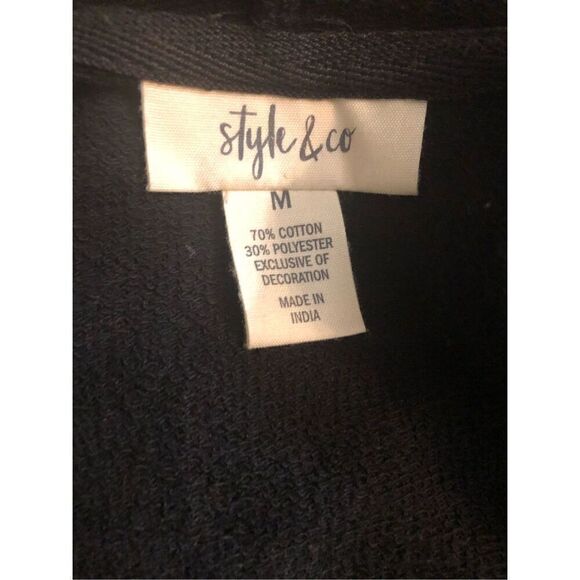 style & co
M
70% COTTON
30% POLYESTER
EXCLUSIVE OF
DECORATION
MADE IN
INDIA